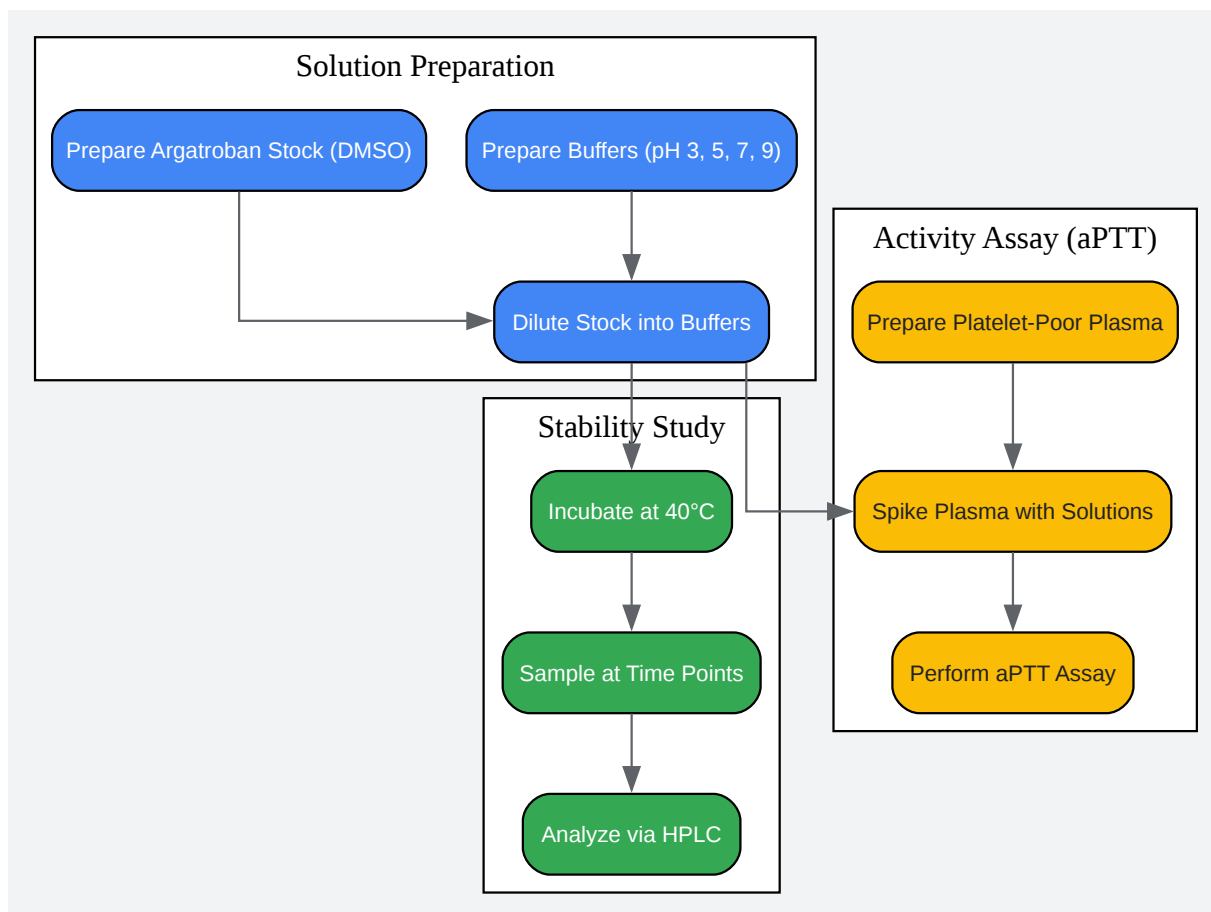 Solution Preparation
Prepare Argatroban Stock (DMSO)
Prepare Buffers (pH 3, 5, 7, 9)
Dilute Stock into Buffers
Stability Study
Incubate at 40°C
Sample at Time Points
Analyze via HPLC
Activity Assay (aPTT)
Prepare Platelet-Poor Plasma
Spike Plasma with Solutions
Perform aPTT Assay